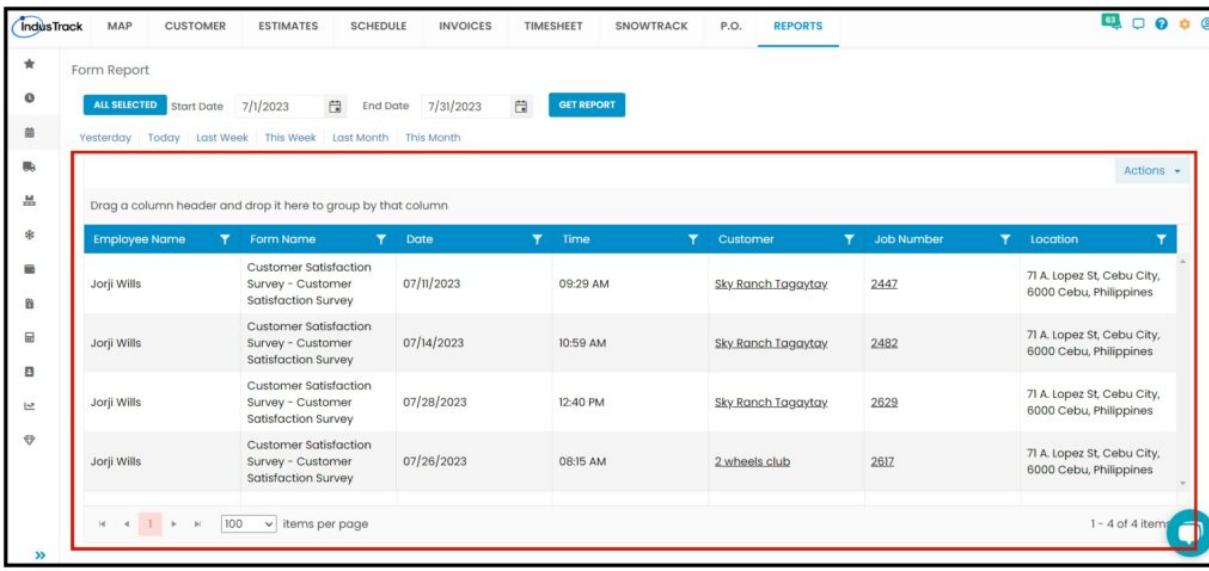 IndusTrack MAP CUSTOMER ESTIMATES SCHEDULE INVOICES TIMESHEET SNOWTRACK P.O. REPORTS 63
Form Report
ALL SELECTED Start Date 7/1/2023 End Date 7/31/2023 GET REPORT
Yesterday Today Last Week This Week Last Month This Month
Actions
Drag a column header and drop it here to group by that column
Employee Name Form Name Date Time Customer Job Number Location
Customer Satisfaction
Jorji Wills Survey - Customer 07/11/2023 09:29 AM Sky Ranch Tagaytay 2447 71 A. Lopez St, Cebu City,
Satisfaction Survey 6000 Cebu, Philippines
Customer Satisfaction
Jorji Wills Survey - Customer 07/14/2023 10:59 AM Sky Ranch Tagaytay 2482 71 A. Lopez St, Cebu City,
Satisfaction Survey 6000 Cebu, Philippines
Customer Satisfaction
Jorji Wills Survey - Customer 07/28/2023 12:40 PM Sky Ranch Tagaytay 2629 71 A. Lopez St, Cebu City,
Satisfaction Survey 6000 Cebu, Philippines
Customer Satisfaction
Jorji Wills Survey - Customer 07/26/2023 08:15 AM 2 wheels club 2617 71 A. Lopez St, Cebu City,
Satisfaction Survey 6000 Cebu, Philippines
1 100 items per page 1 - 4 of 4 item